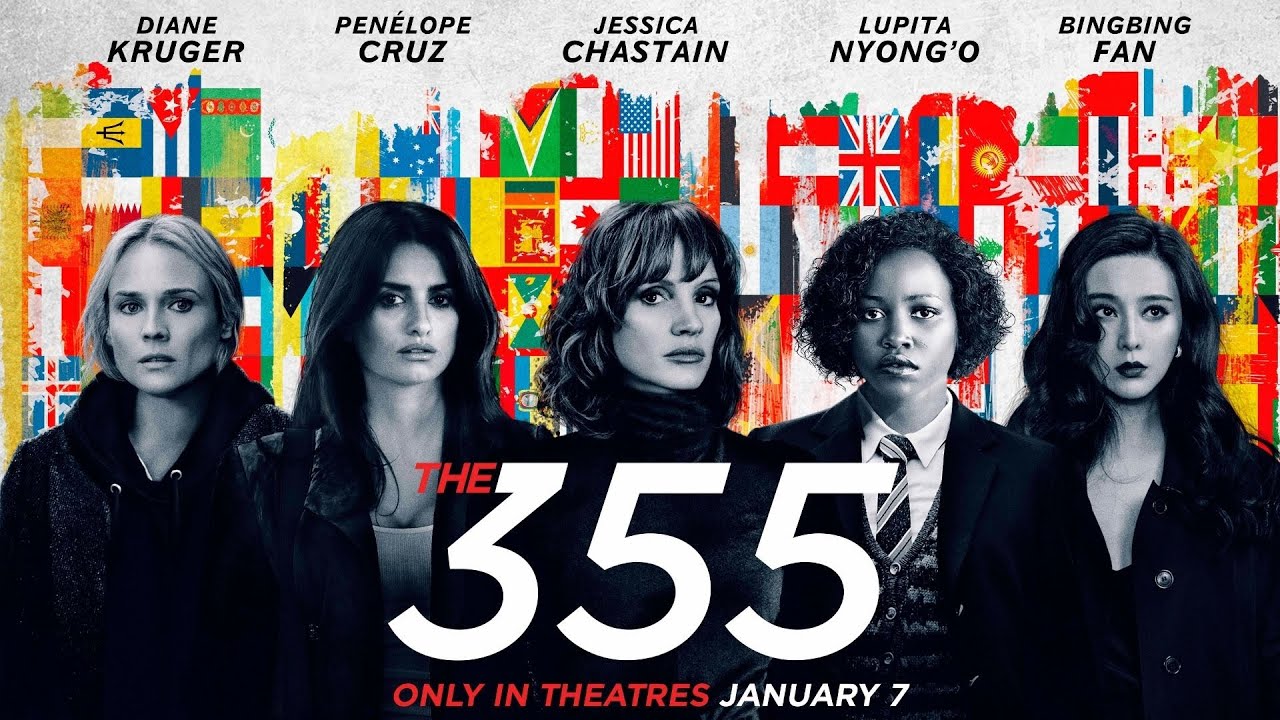 DIANE
KRUGER
PENÉLOPE
CRUZ
JESSICA
CHASTAIN
LUPITA
NYONG'O
BINGBING
FAN
THE 355
ONLY IN THEATRES JANUARY 7